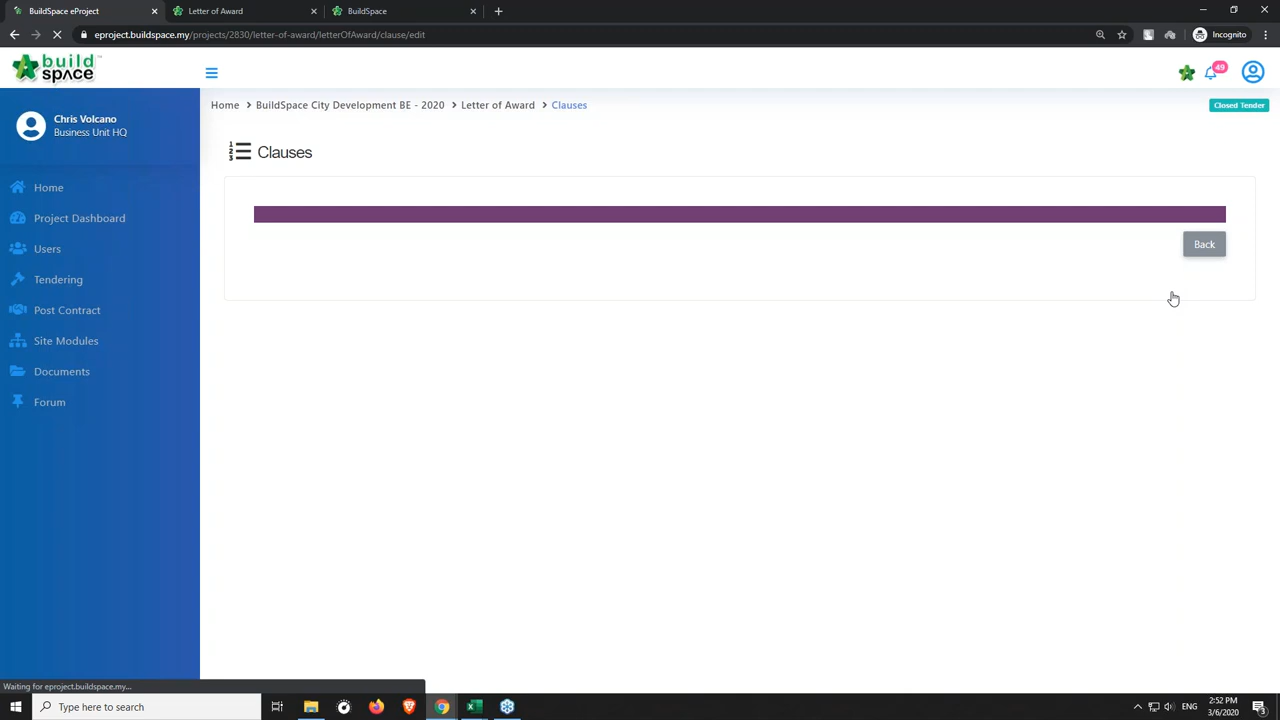 BuildSpace eProject
Letter of Award
BuildSpace
eproject.buildspace.my/projects/2830/letter-of-award/letterOfAward/clause/edit
Incognito
build space
49
Chris Volcano
Business Unit HQ
Home
Project Dashboard
Users
Tendering
Post Contract
Site Modules
Documents
Forum
Home > BuildSpace City Development BE - 2020 > Letter of Award > Clauses
Closed Tender
Clauses
Back
Waiting for eproject.buildspace.my...
Type here to search
ENG
2:52 PM
3/6/2020
3